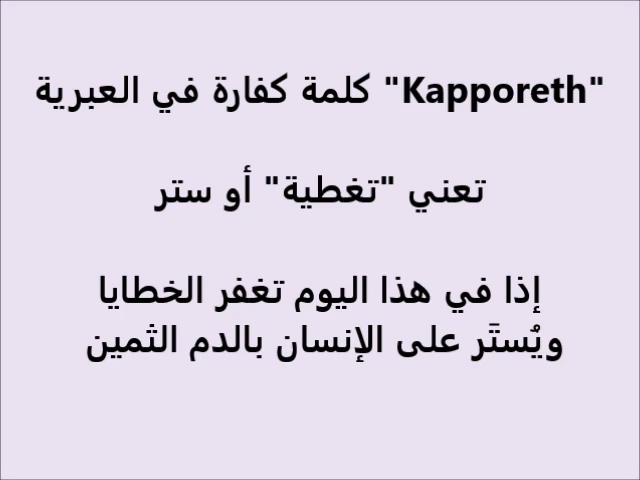 "Kapporeth" كلمة كفارة في العبرية
تعني "تغطية" أو ستر
إذا في هذا اليوم تغفر الخطايا
ويُستَر على الإنسان بالدم الثمين